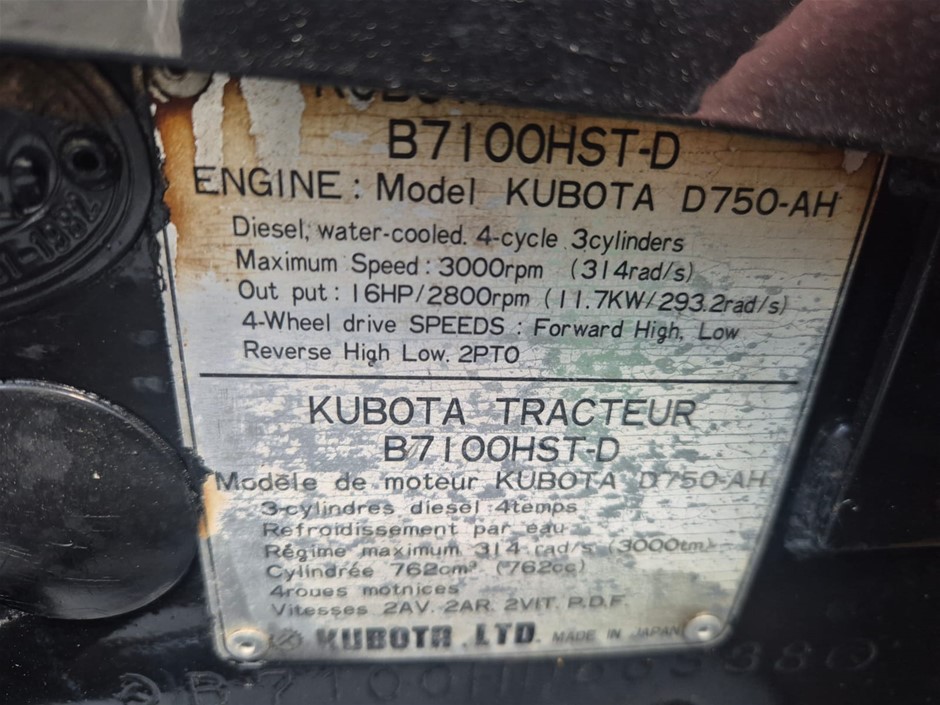 KUBOTA
B7100HST-D
ENGINE : Model KUBOTA D750-AH
Diesel, water-cooled. 4-cycle 3cylinders
Maximum Speed : 3000rpm (314rad/s)
Out put : 16HP/2800rpm (11.7KW/293.2rad/s)
4-Wheel drive SPEEDS : Forward High, Low
Reverse High Low. 2PTO
KUBOTA TRACTEUR
B7100HST-D
Modèle de moteur KUBOTA D750-AH
3-cylindres diesel 4temps
Refroidissement par eau
Régime maximum 314 rad/s (3000tm)
Cylindrée 762cm³ (762cc)
4roues motrices
Vitesses 2AV. 2AR. 2VIT. P.D.F
KUBOTA, LTD. MADE IN JAPAN
1982